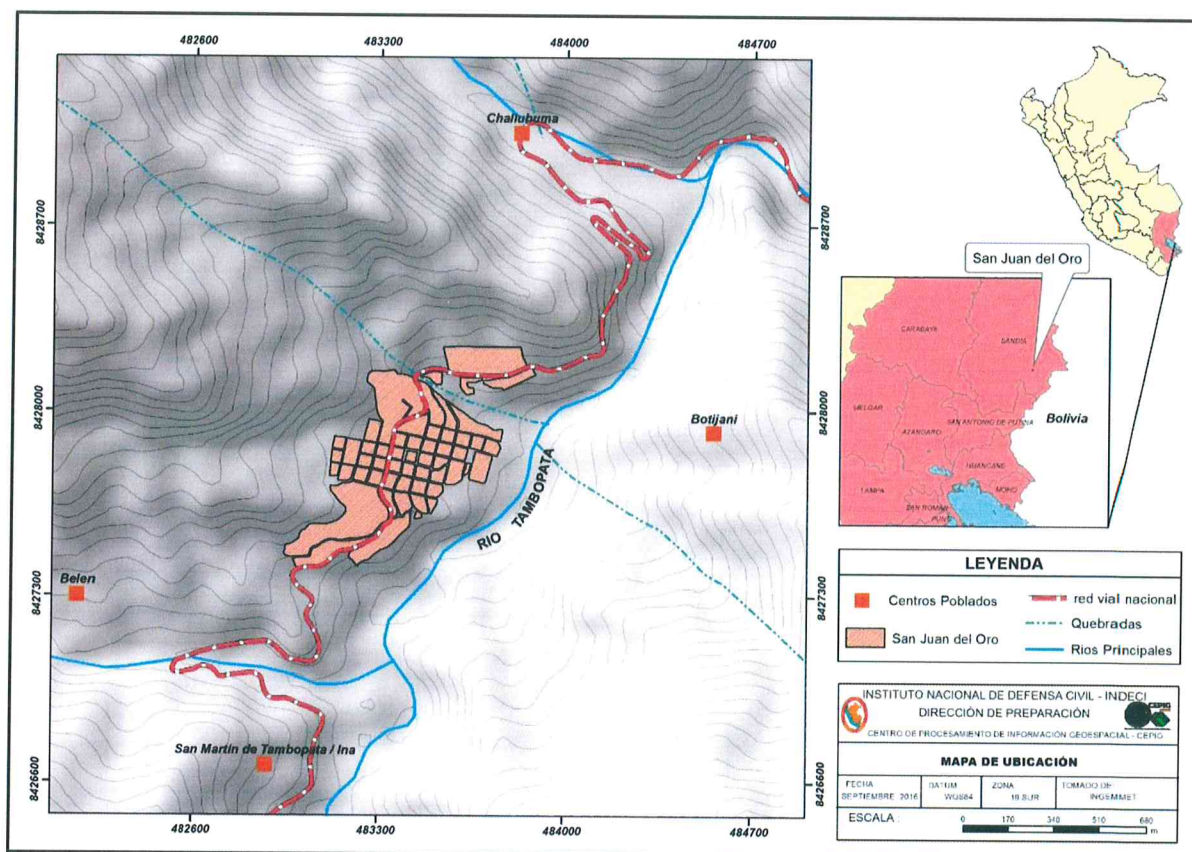 482600
483300
484000
484700
Challuhuma
8428700
8428700
San Juan del Oro
CARABAYA
SANDIA
8428000
8428000
Botijani
MELGAR
AZANGARO
SAN ANTONIO DE PUTINA
Bolivia
RIO TAMBOPATA
HUANCANE
LAMPA
MOHO
SAN ROMAN
PUNO
LEYENDA
8427300
8427300
Belen
Centros Poblados
red vial nacional
Quebradas
San Juan del Oro
Rios Principales
INSTITUTO NACIONAL DE DEFENSA CIVIL - INDECI
DIRECCIÓN DE PREPARACIÓN
CEPIG
CENTRO DE PROCESAMIENTO DE INFORMACIÓN GEOESPACIAL - CEPIG
San Martin de Tambopata / Ina
MAPA DE UBICACIÓN
8426600
8426600
FECHA
SEPTIEMBRE 2016
DATUM
WGS84
ZONA
19 SUR
TOMADO DE
INGEMMET
ESCALA :
0 170 340 510 680
m
482600
483300
484000
484700